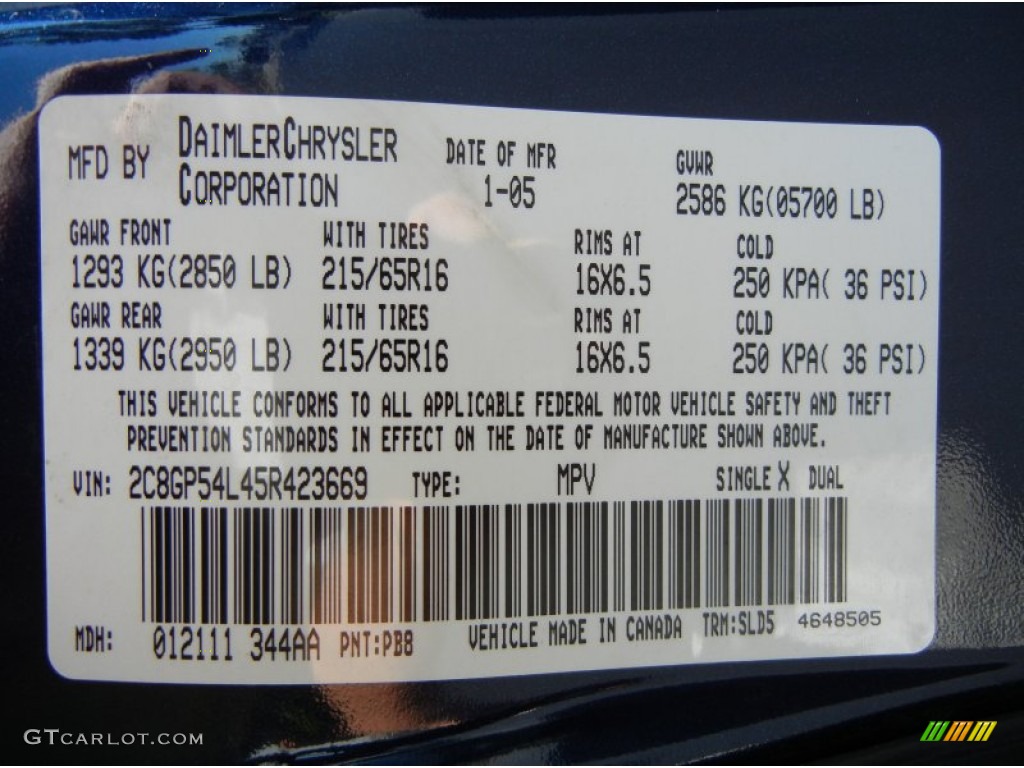 MFD BY DAIMLERCHRYSLER CORPORATION DATE OF MFR 1-05 GVWR 2586 KG(05700 LB)
GAWR FRONT WITH TIRES RIMS AT COLD
1293 KG(2850 LB) 215/65R16 16X6.5 250 KPA( 36 PSI)
GAWR REAR WITH TIRES RIMS AT COLD
1339 KG(2950 LB) 215/65R16 16X6.5 250 KPA( 36 PSI)
THIS VEHICLE CONFORMS TO ALL APPLICABLE FEDERAL MOTOR VEHICLE SAFETY AND THEFT
PREVENTION STANDARDS IN EFFECT ON THE DATE OF MANUFACTURE SHOWN ABOVE.
VIN: 2C8GP54L45R423669 TYPE: MPV SINGLE X DUAL
MDH: 012111 344AA PNT:PB8 VEHICLE MADE IN CANADA TRM:SLD5 4648505
GTCARLOT.COM